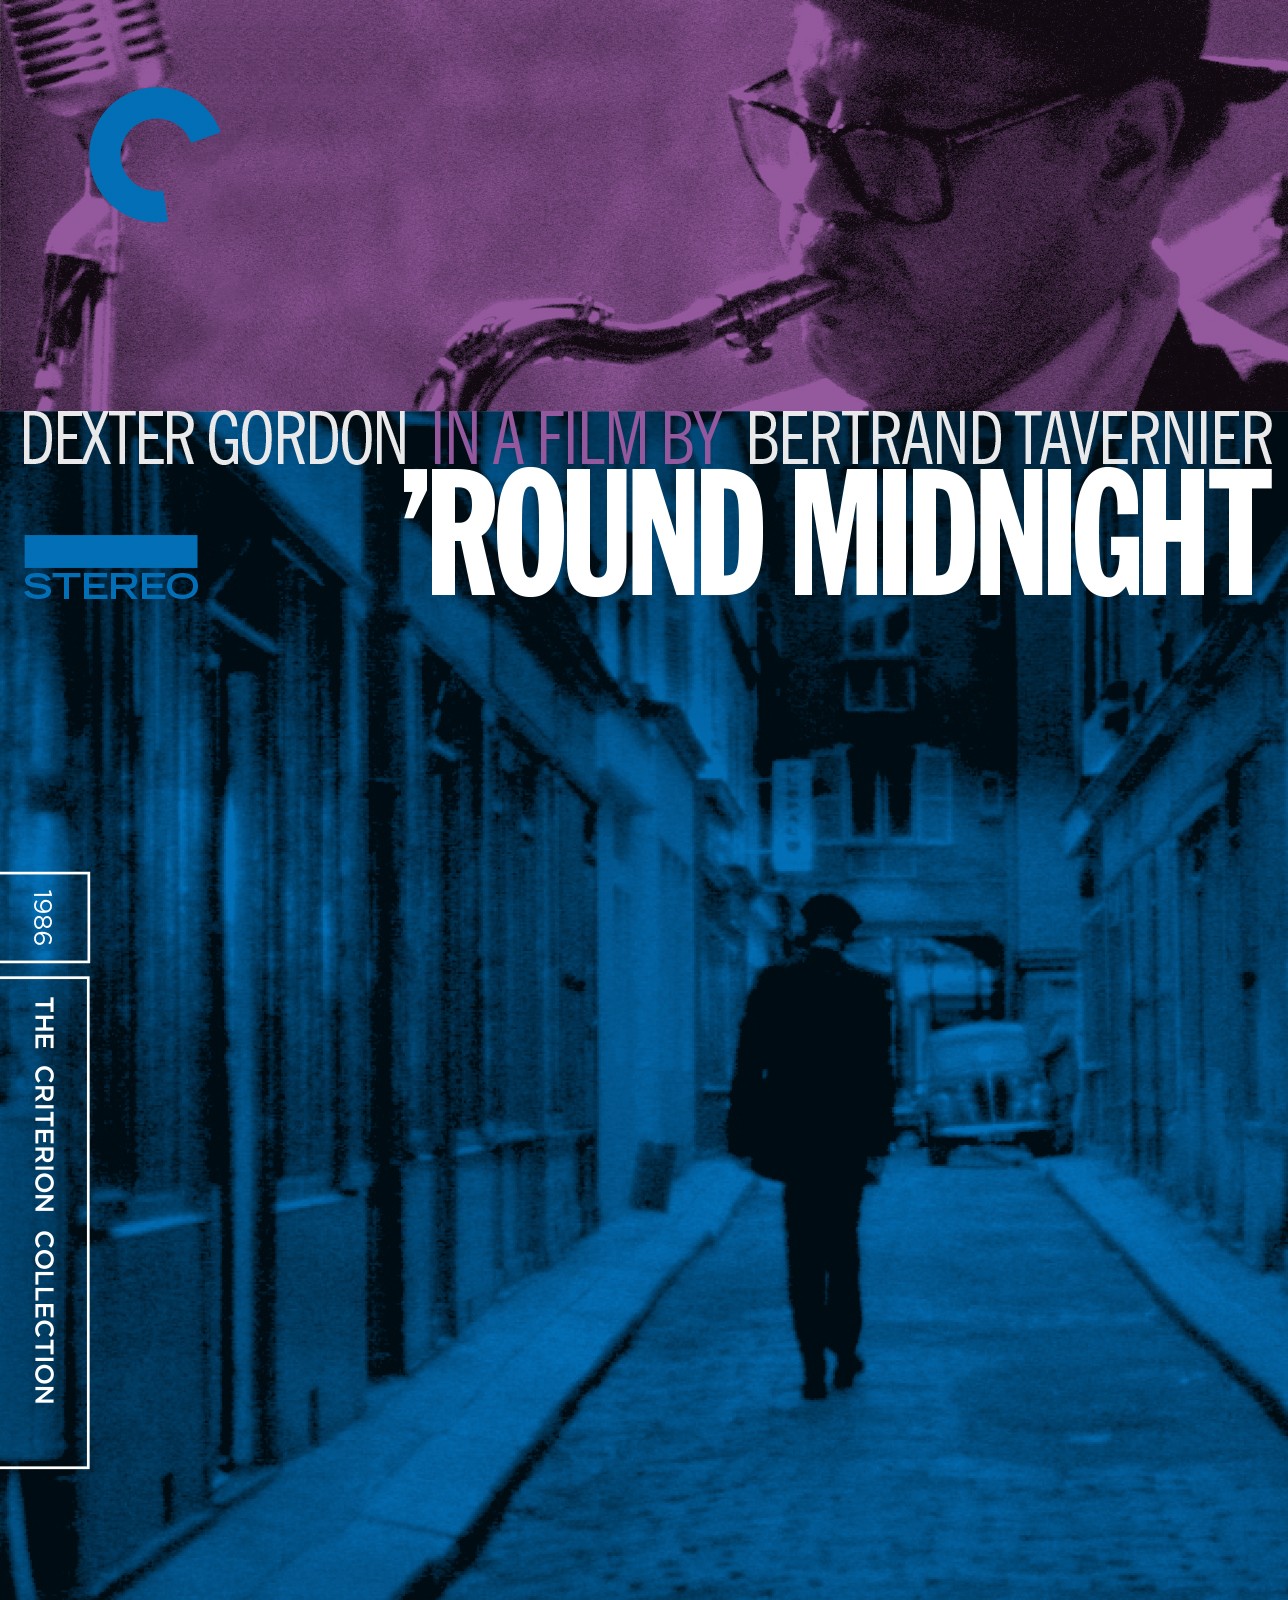 DEXTER GORDON IN A FILM BY BERTRAND TAVERNIER
’ROUND MIDNIGHT
STEREO
1986
THE CRITERION COLLECTION